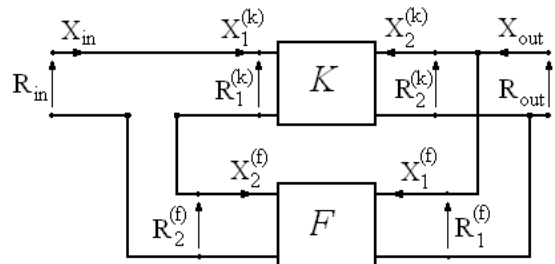 X_in X_1^(k) X_2^(k) X_out
R_in R_1^(k) K R_2^(k) R_out
X_2^(f) X_1^(f)
R_2^(f) F R_1^(f)